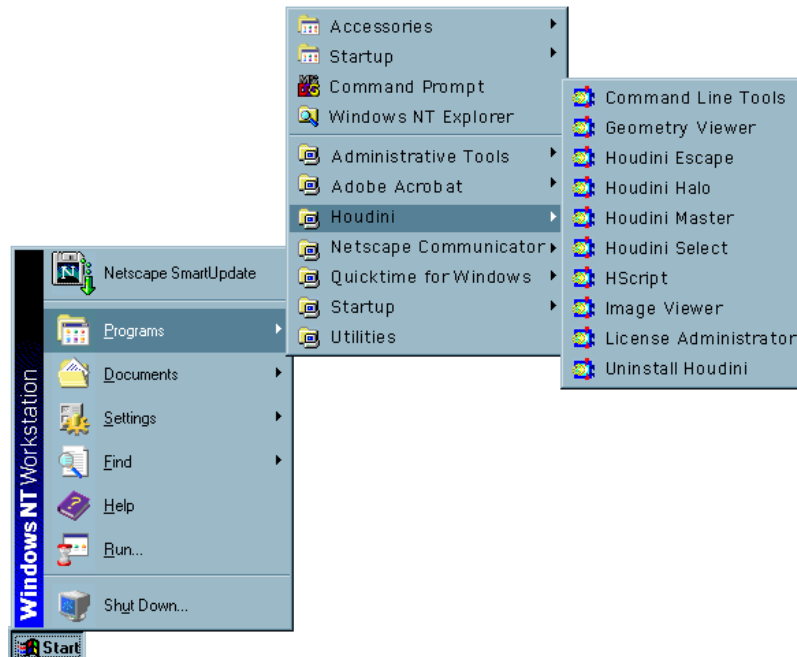 Accessories
Startup
Command Prompt
Windows NT Explorer
Administrative Tools
Adobe Acrobat
Houdini
Netscape Communicator
Quicktime for Windows
Startup
Utilities
Command Line Tools
Geometry Viewer
Houdini Escape
Houdini Halo
Houdini Master
Houdini Select
HScript
Image Viewer
License Administrator
Uninstall Houdini
Netscape SmartUpdate
Programs
Documents
Settings
Find
Help
Run...
Shut Down...
Windows NT Workstation
Start